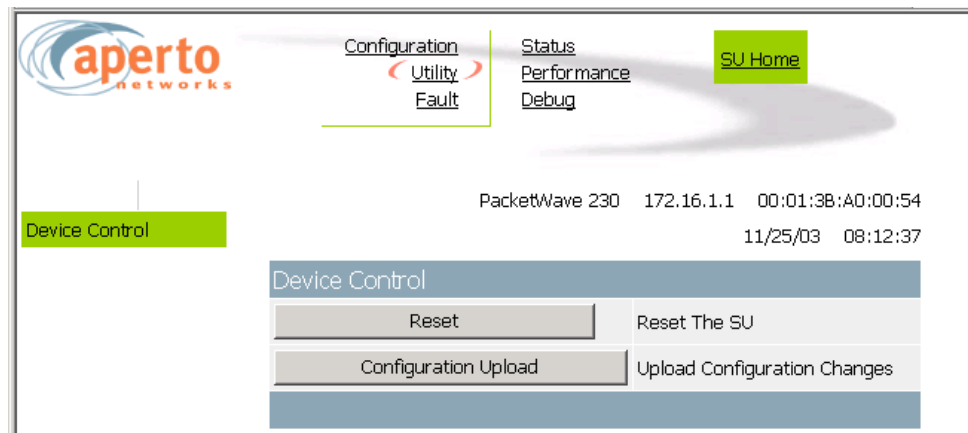 aperto
networks
Configuration Status
Utility Performance SU Home
Fault Debug
PacketWave 230 172.16.1.1 00:01:3B:A0:00:54
Device Control
11/25/03 08:12:37
Device Control
Reset Reset The SU
Configuration Upload Upload Configuration Changes